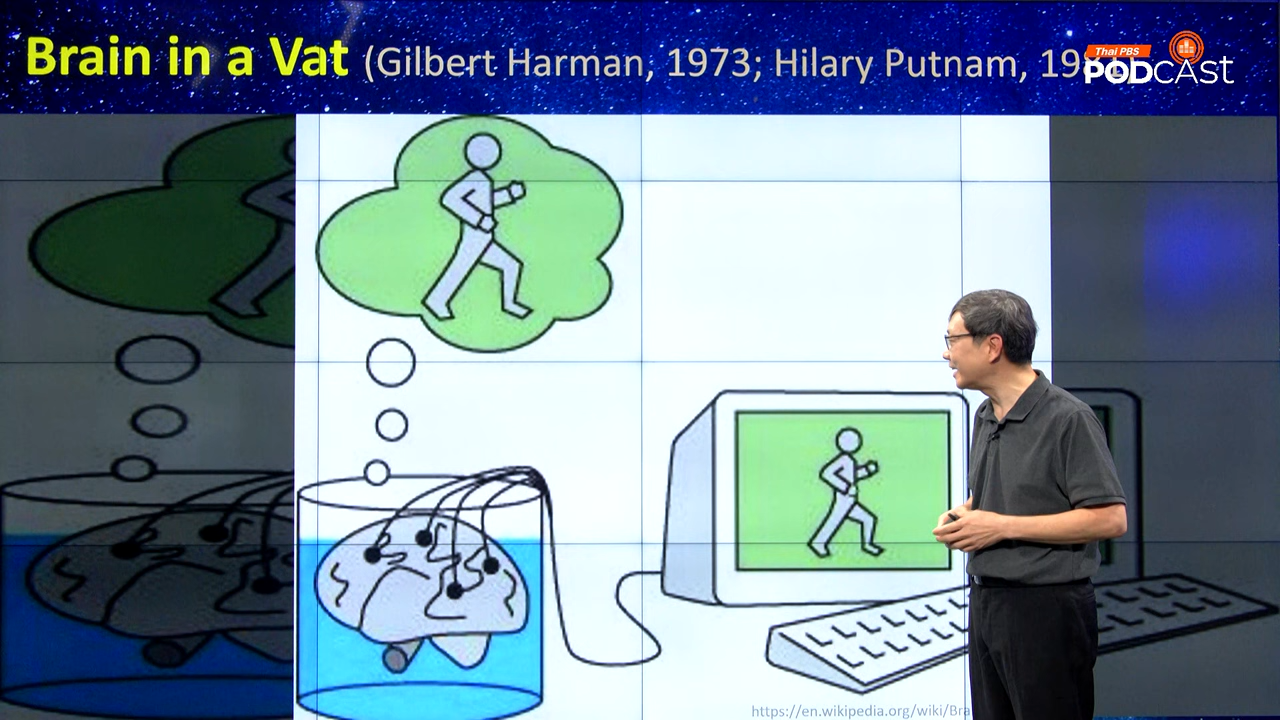 Brain in a Vat (Gilbert Harman, 1973; Hilary Putnam,
Thai PBS
PODCAST
https://en.wikipedia.org/wiki/Bra